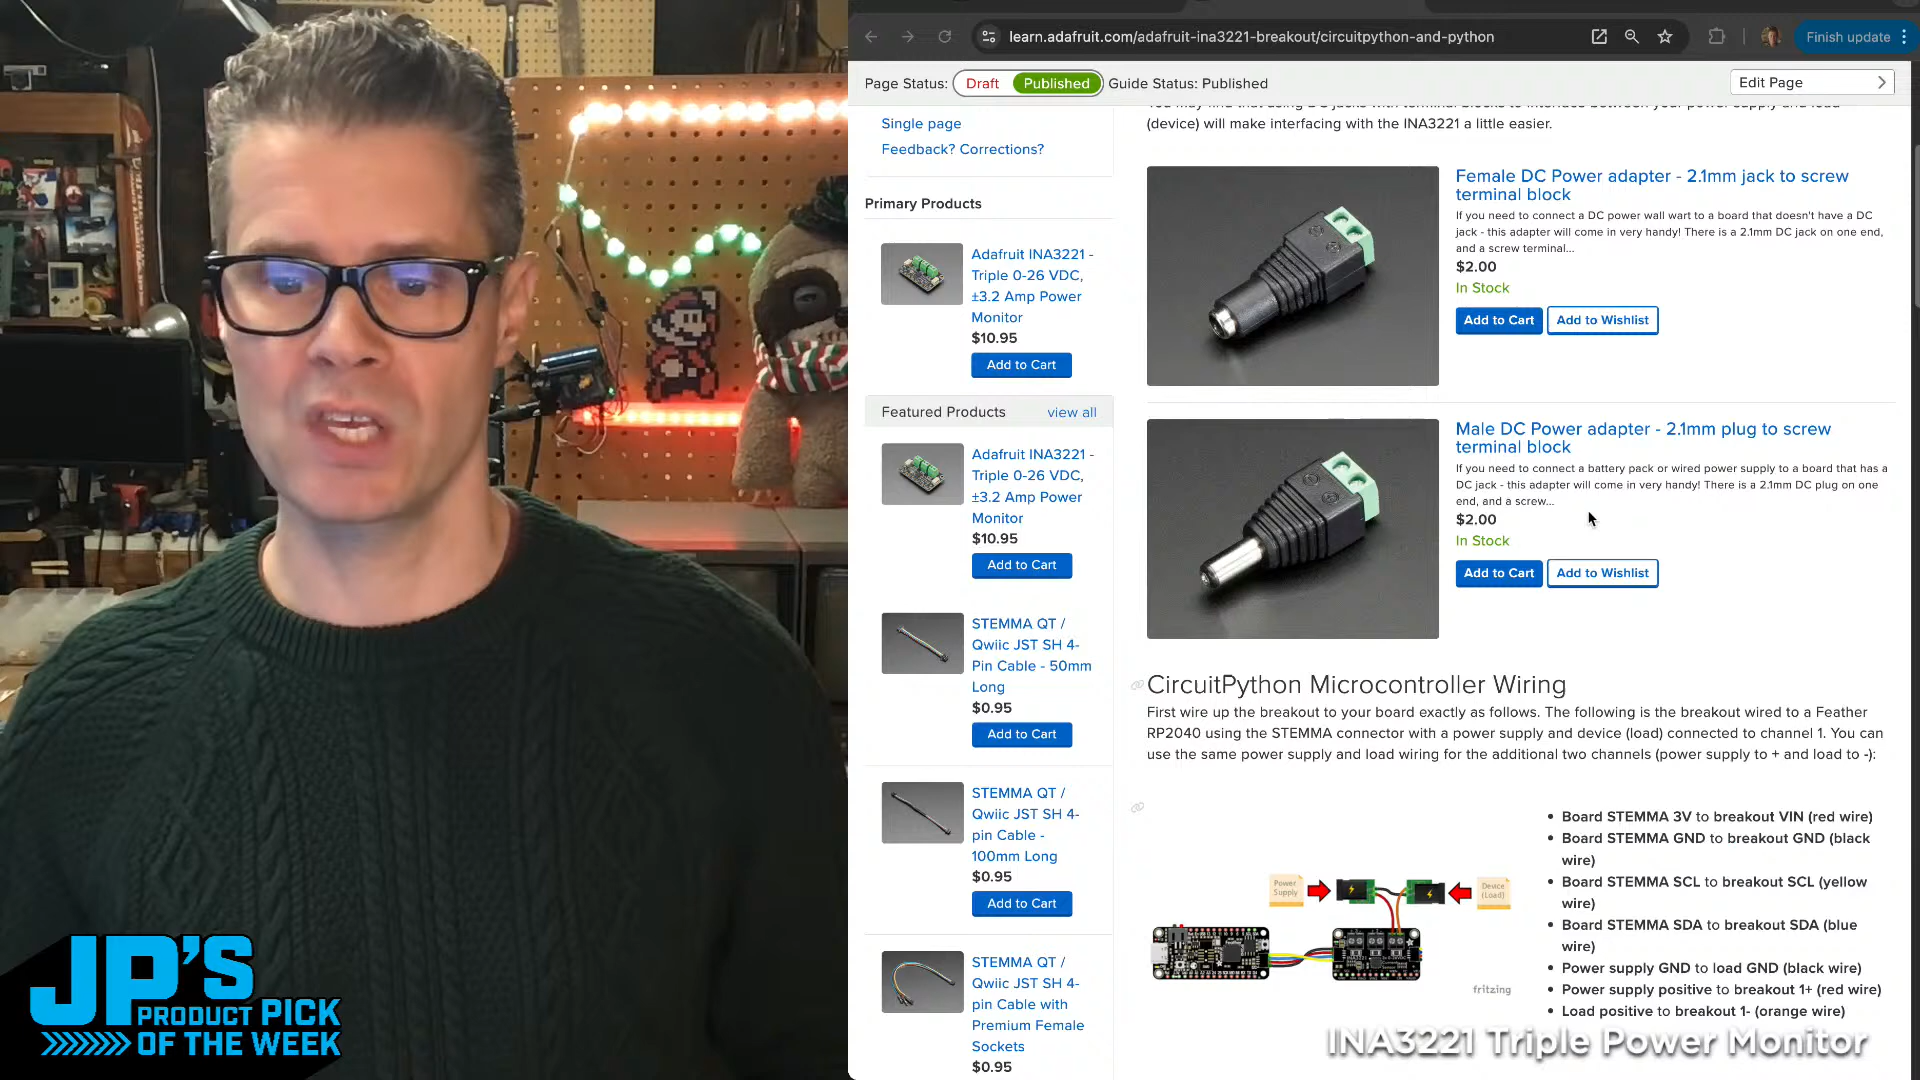 learn.adafruit.com/adafruit-ina3221-breakout/circuitpython-and-python
Finish update
Page Status: Draft Published Guide Status: Published
Edit Page
Single page
Feedback? Corrections?
Primary Products
Adafruit INA3221 -
Triple 0-26 VDC,
±3.2 Amp Power
Monitor
$10.95
Add to Cart
Featured Products view all
Adafruit INA3221 -
Triple 0-26 VDC,
±3.2 Amp Power
Monitor
$10.95
Add to Cart
STEMMA QT /
Qwiic JST SH 4-
Pin Cable - 50mm
Long
$0.95
Add to Cart
STEMMA QT /
Qwiic JST SH 4-
pin Cable -
100mm Long
$0.95
Add to Cart
STEMMA QT /
Qwiic JST SH 4-
pin Cable with
Premium Female
Sockets
$0.95
(device) will make interfacing with the INA3221 a little easier.
Female DC Power adapter - 2.1mm jack to screw
terminal block
If you need to connect a DC power wall wart to a board that doesn't have a DC
jack - this adapter will come in very handy! There is a 2.1mm DC jack on one end,
and a screw terminal...
$2.00
In Stock
Add to Cart Add to Wishlist
Male DC Power adapter - 2.1mm plug to screw
terminal block
If you need to connect a battery pack or wired power supply to a board that has a
DC jack - this adapter will come in very handy! There is a 2.1mm DC plug on one
end, and a screw...
$2.00
In Stock
Add to Cart Add to Wishlist
CircuitPython Microcontroller Wiring
First wire up the breakout to your board exactly as follows. The following is the breakout wired to a Feather
RP2040 using the STEMMA connector with a power supply and device (load) connected to channel 1. You can
use the same power supply and load wiring for the additional two channels (power supply to + and load to -):
Power
Supply
Device
(Load)
fritzing
Board STEMMA 3V to breakout VIN (red wire)
Board STEMMA GND to breakout GND (black
wire)
Board STEMMA SCL to breakout SCL (yellow
wire)
Board STEMMA SDA to breakout SDA (blue
wire)
Power supply GND to load GND (black wire)
Power supply positive to breakout 1+ (red wire)
Load positive to breakout 1- (orange wire)
JP'S
PRODUCT PICK
OF THE WEEK
INA3221 Triple Power Monitor